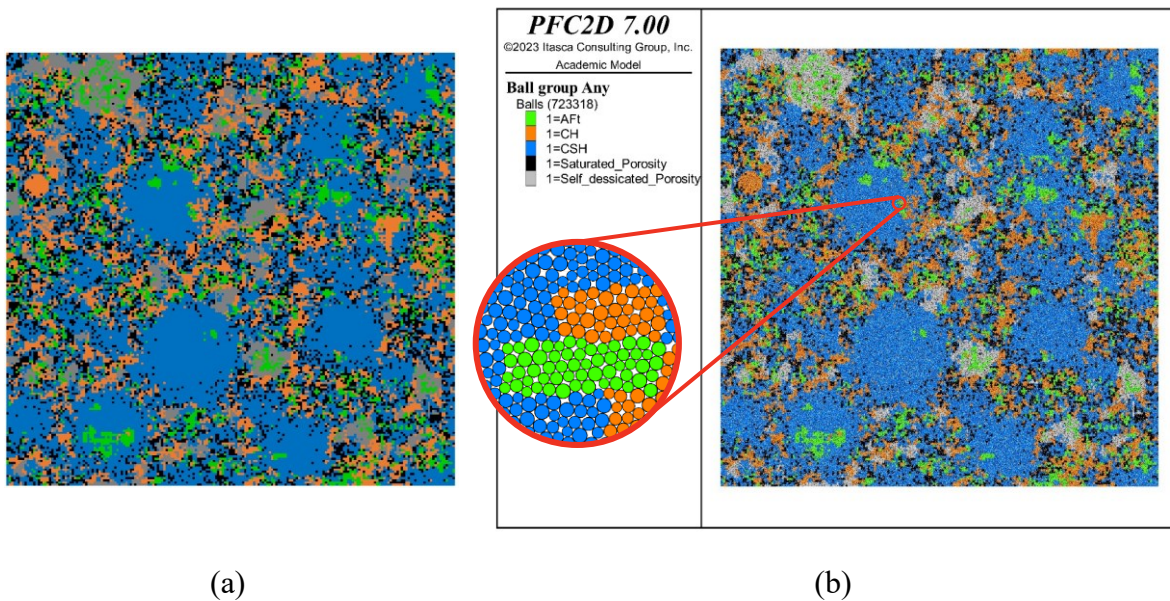 PFC2D 7.00
©2023 Itasca Consulting Group, Inc.
Academic Model
Ball group Any
Balls (723318)
1=AFt
1=CH
1=CSH
1=Saturated_Porosity
1=Self_dessicated_Porosity
(a)
(b)